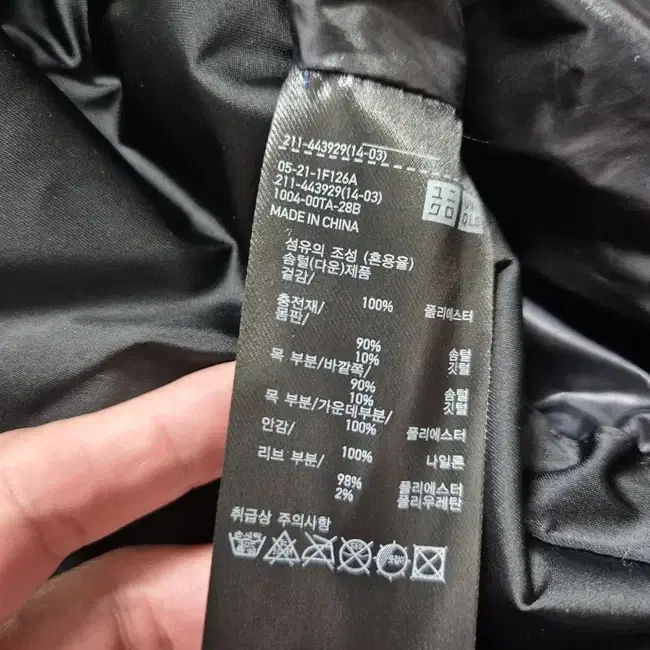 211-443929(14-03)
05-21-1F126A
211-443929(14-03)
1004-00TA-28B
MADE IN CHINA
섬유의 조성 (혼용율)
솜털(다운)제품
겉감/
100% 폴리에스터
충전재/
몸판/
90% 솜털
10% 깃털
목 부분/바깥쪽/
90% 솜털
10% 깃털
목 부분/가운데부분/
100% 폴리에스터
안감/
100% 나일론
리브 부분/
98% 폴리에스터
2% 폴리우레탄
취급상 주의사항